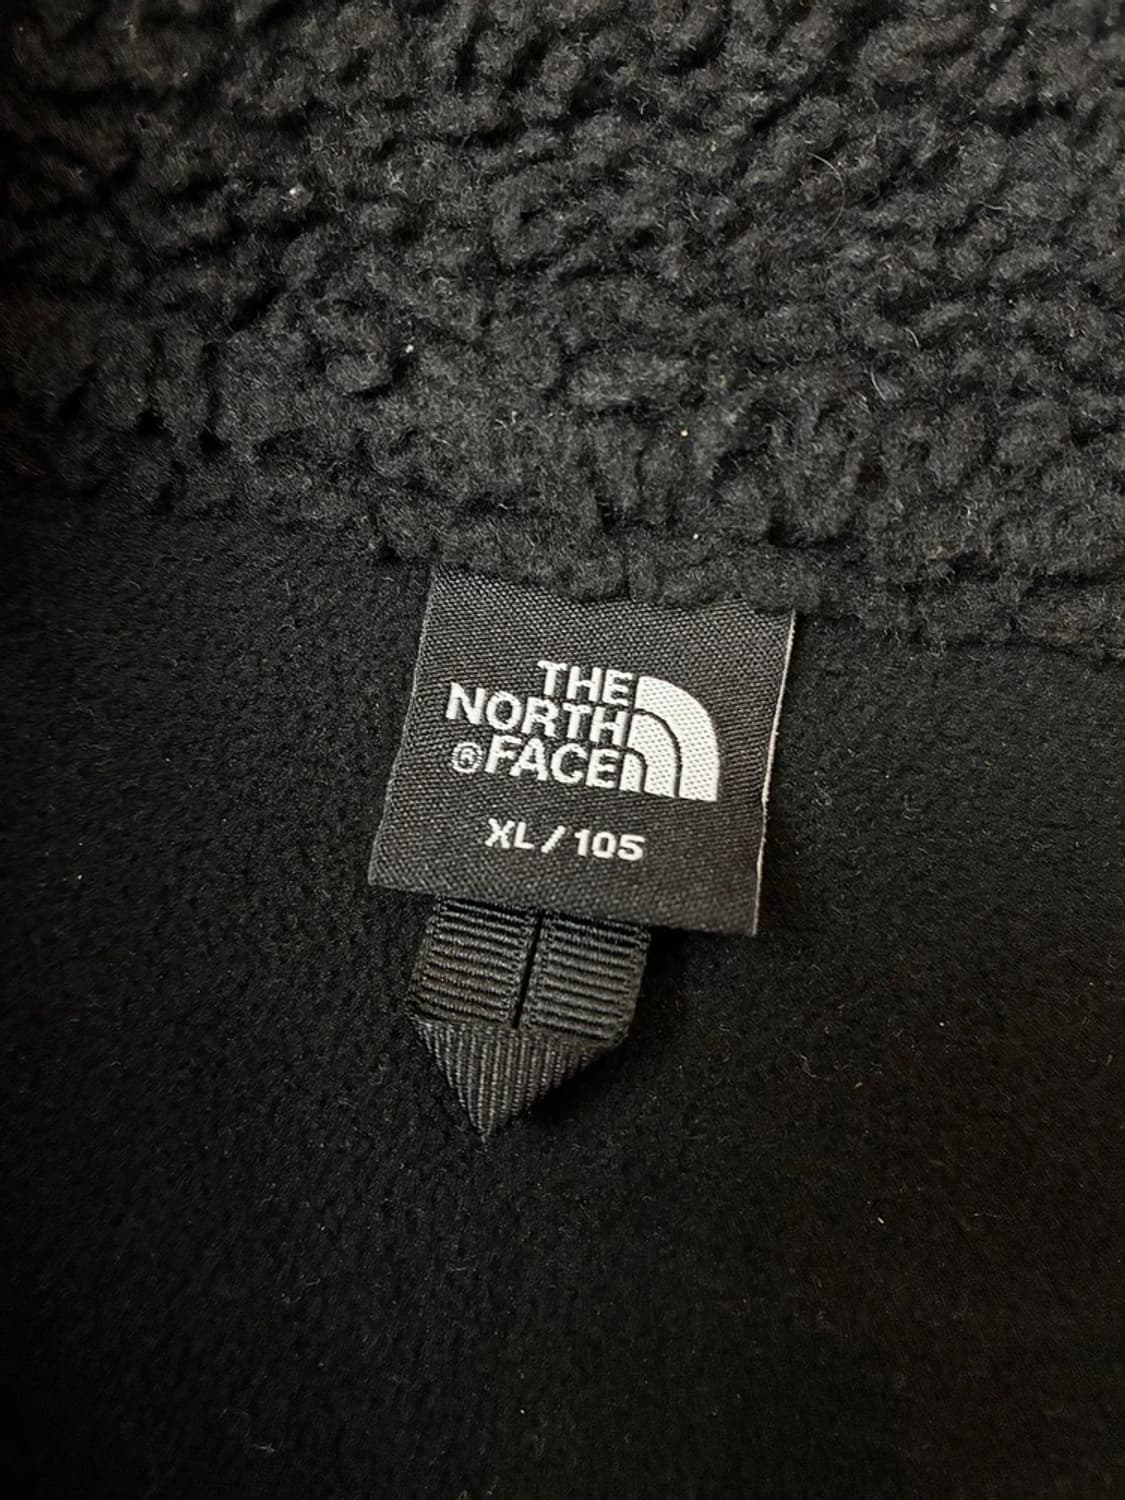 THE
NORTH
®FACE
XL/105